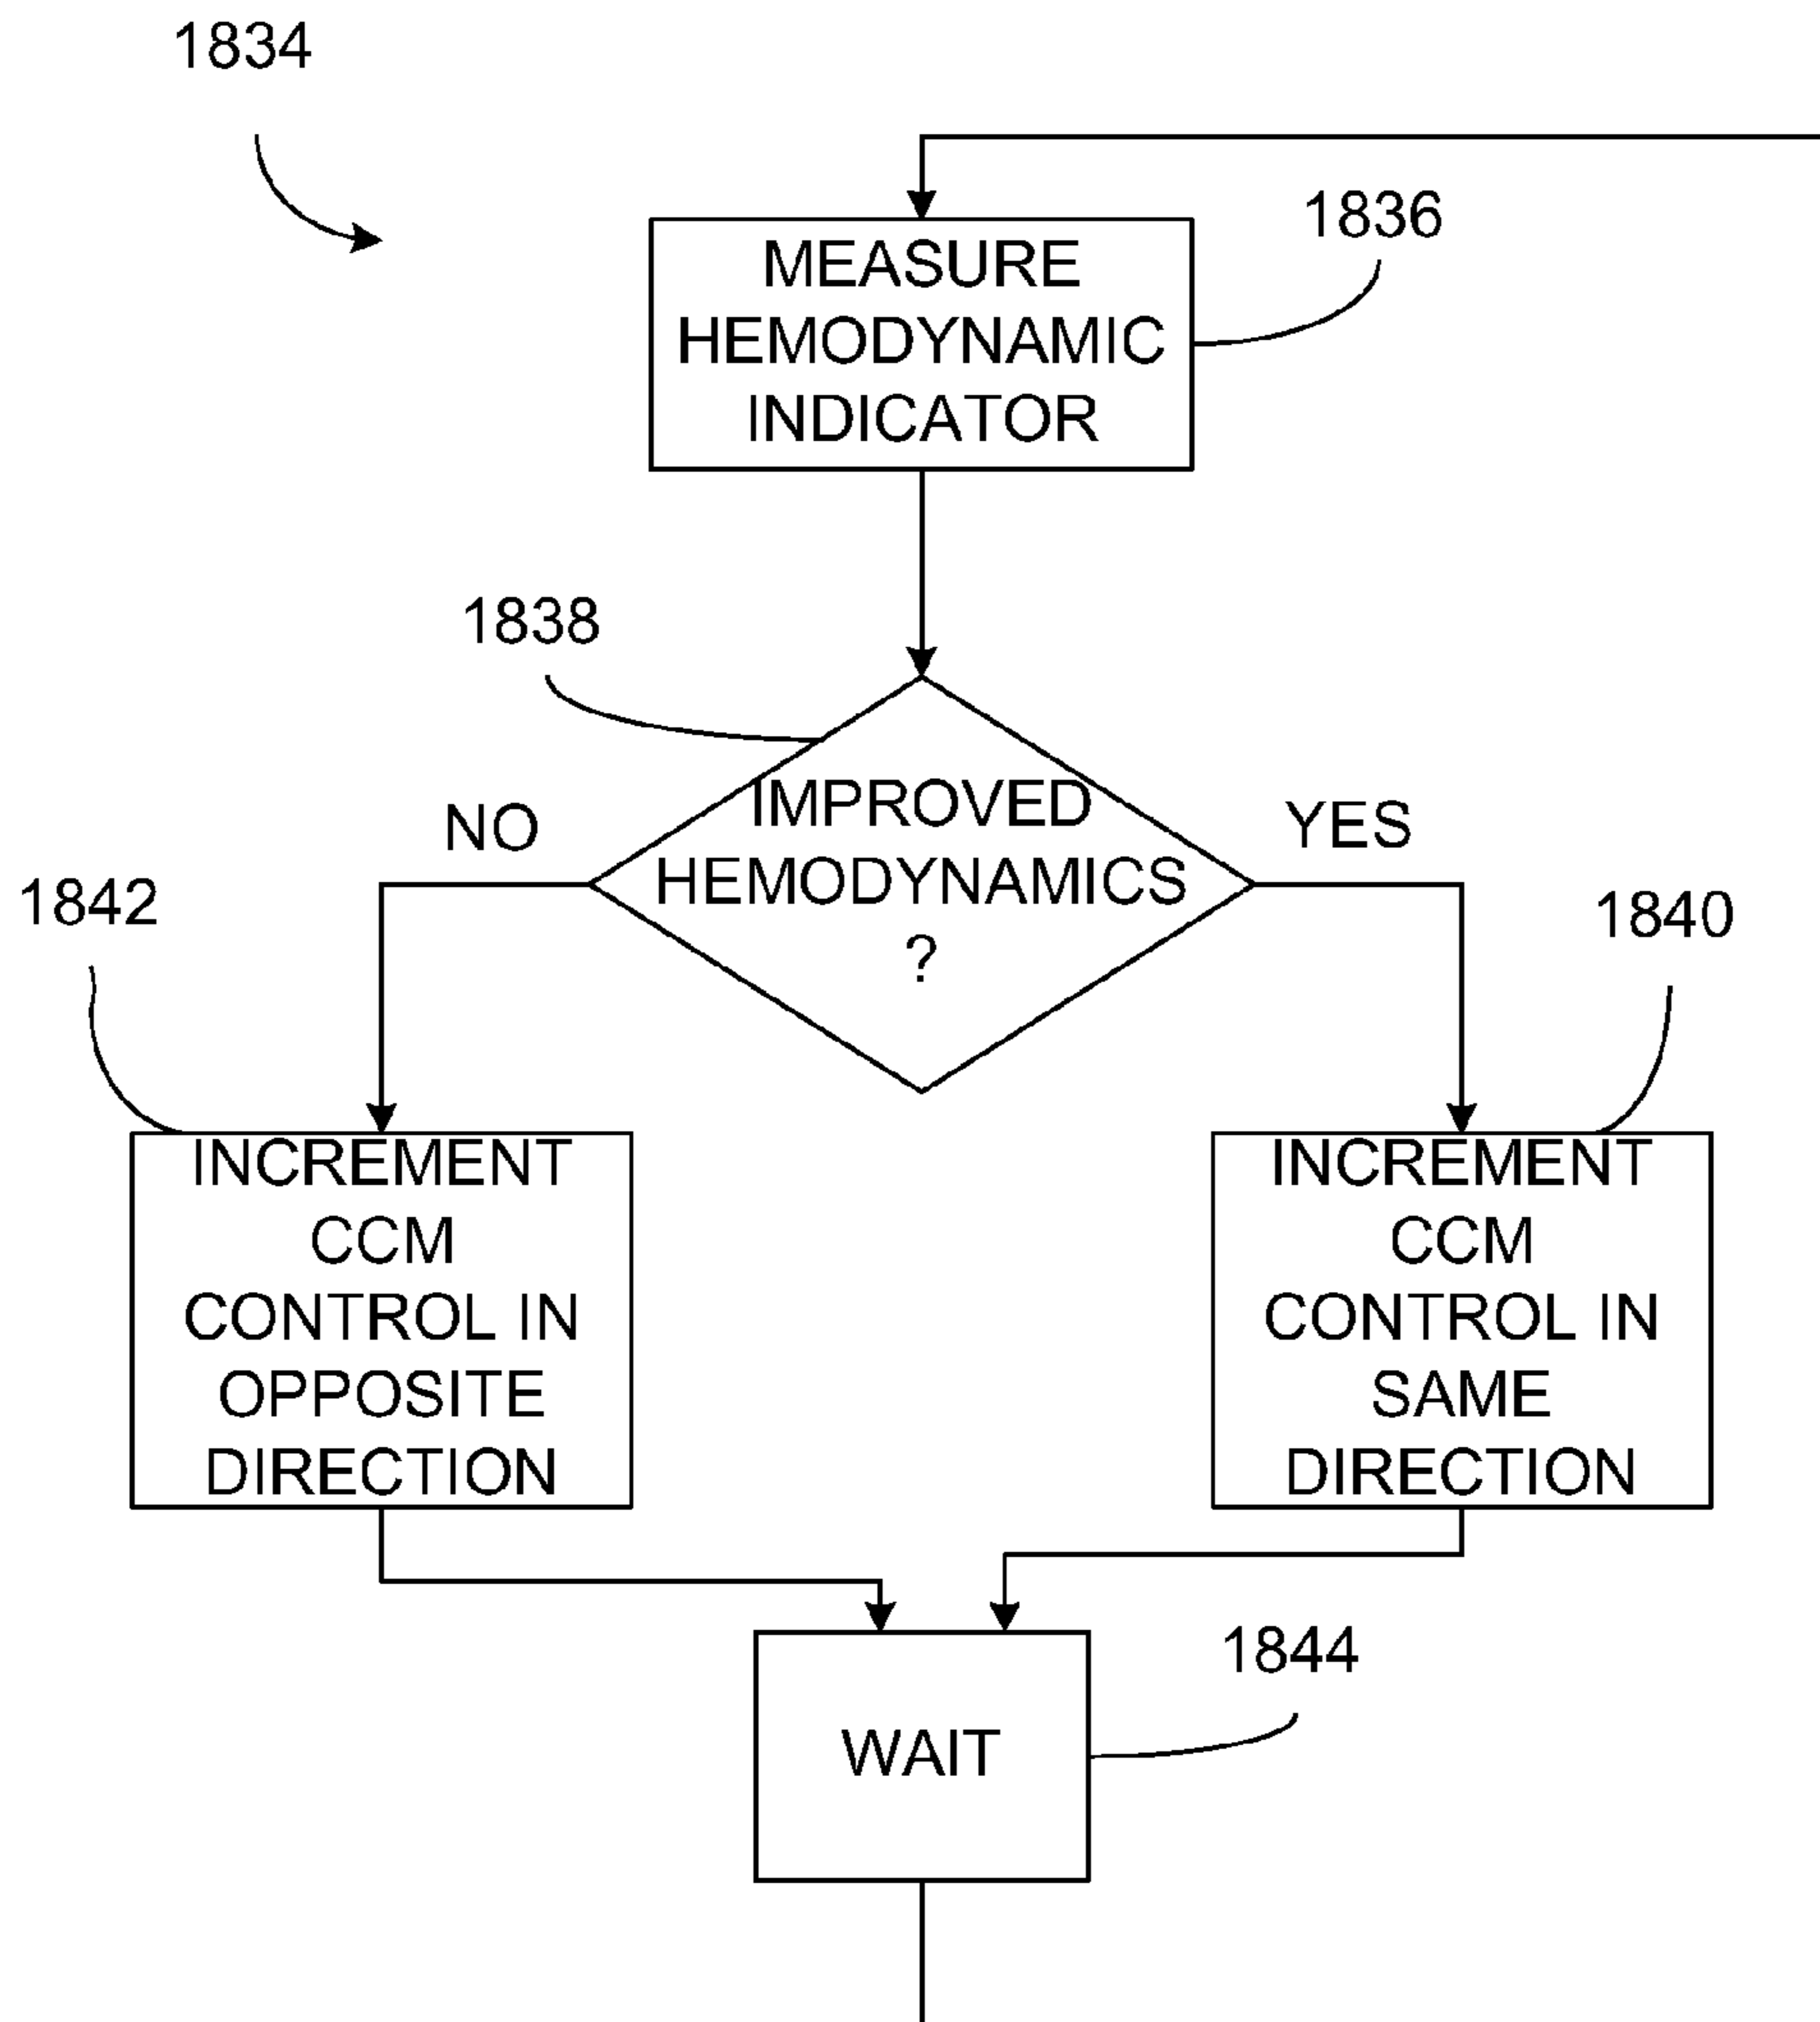 1834
1836
MEASURE
HEMODYNAMIC
INDICATOR
1838
IMPROVED
HEMODYNAMICS
?
NO
YES
1842
1840
INCREMENT
CCM
CONTROL IN
OPPOSITE
DIRECTION
INCREMENT
CCM
CONTROL IN
SAME
DIRECTION
1844
WAIT